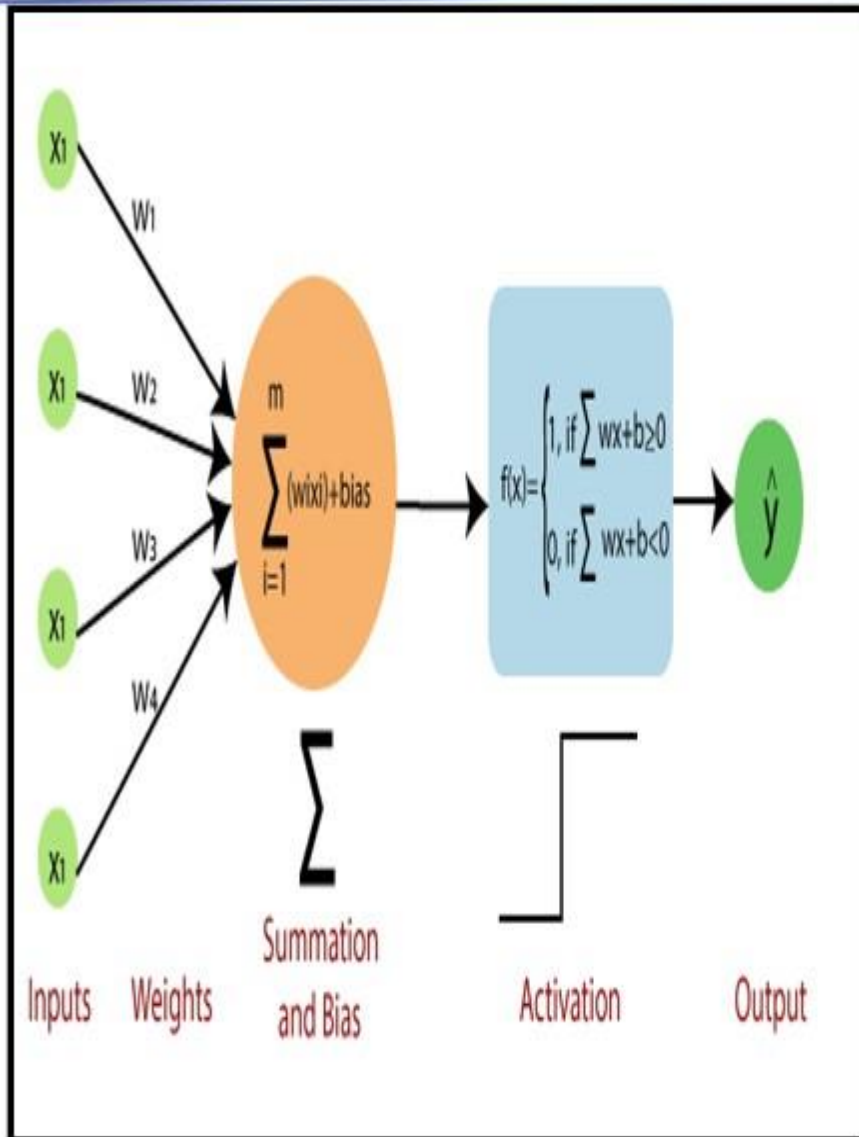 X1
W1
X1
W2
X1
W3
X1
W4
m
∑ (wixi)+bias
i=1
f(x)={
1, if ∑ wx+b≥0
0, if ∑ wx+b<0
ŷ
∑
Inputs
Weights
Summation
and Bias
Activation
Output